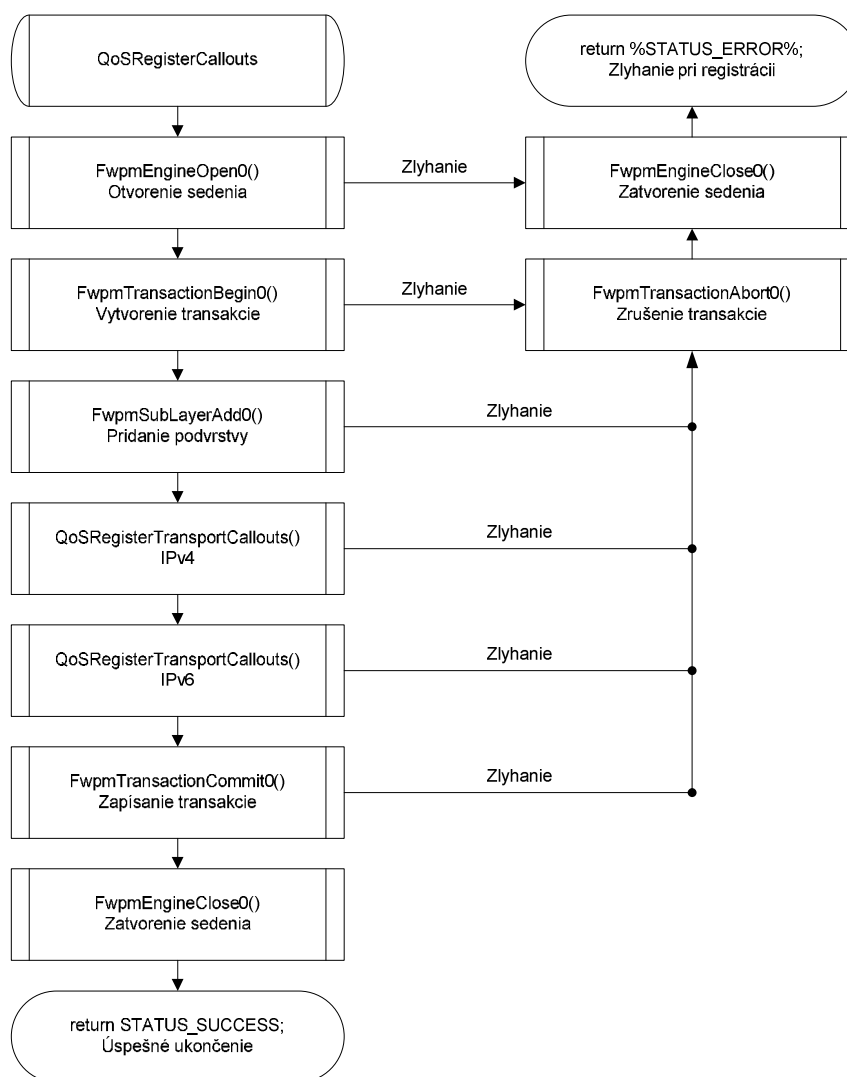 QoSRegisterCallouts
return %STATUS_ERROR%;
Zlyhanie pri registrácii
FwpmEngineOpen0()
Otvorenie sedenia
Zlyhanie
FwpmEngineClose0()
Zatvorenie sedenia
FwpmTransactionBegin0()
Vytvorenie transakcie
Zlyhanie
FwpmTransactionAbort0()
Zrušenie transakcie
FwpmSubLayerAdd0()
Pridanie podvrstvy
Zlyhanie
QoSRegisterTransportCallouts()
IPv4
Zlyhanie
QoSRegisterTransportCallouts()
IPv6
Zlyhanie
FwpmTransactionCommit0()
Zapísanie transakcie
Zlyhanie
FwpmEngineClose0()
Zatvorenie sedenia
return STATUS_SUCCESS;
Úspešné ukončenie